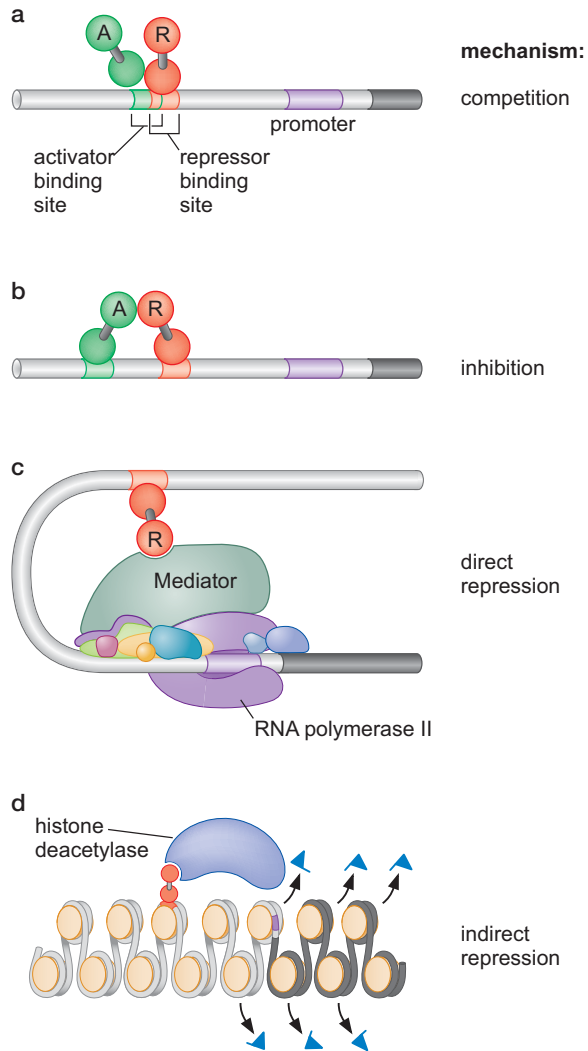 a
A
R
mechanism:
competition
promoter
activator
binding
site
repressor
binding
site
b
A
R
inhibition
c
R
Mediator
direct
repression
RNA polymerase II
d
histone
deacetylase
indirect
repression